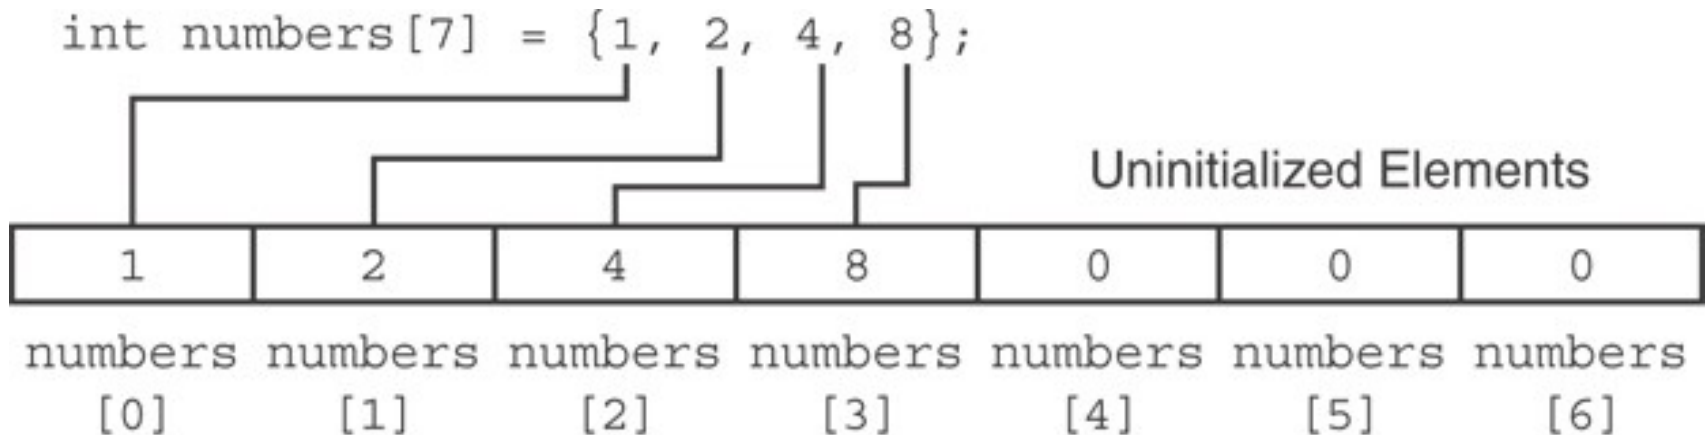 int numbers[7] = {1, 2, 4, 8};
Uninitialized Elements
1 2 4 8 0 0 0
numbers numbers numbers numbers numbers numbers numbers
[0] [1] [2] [3] [4] [5] [6]